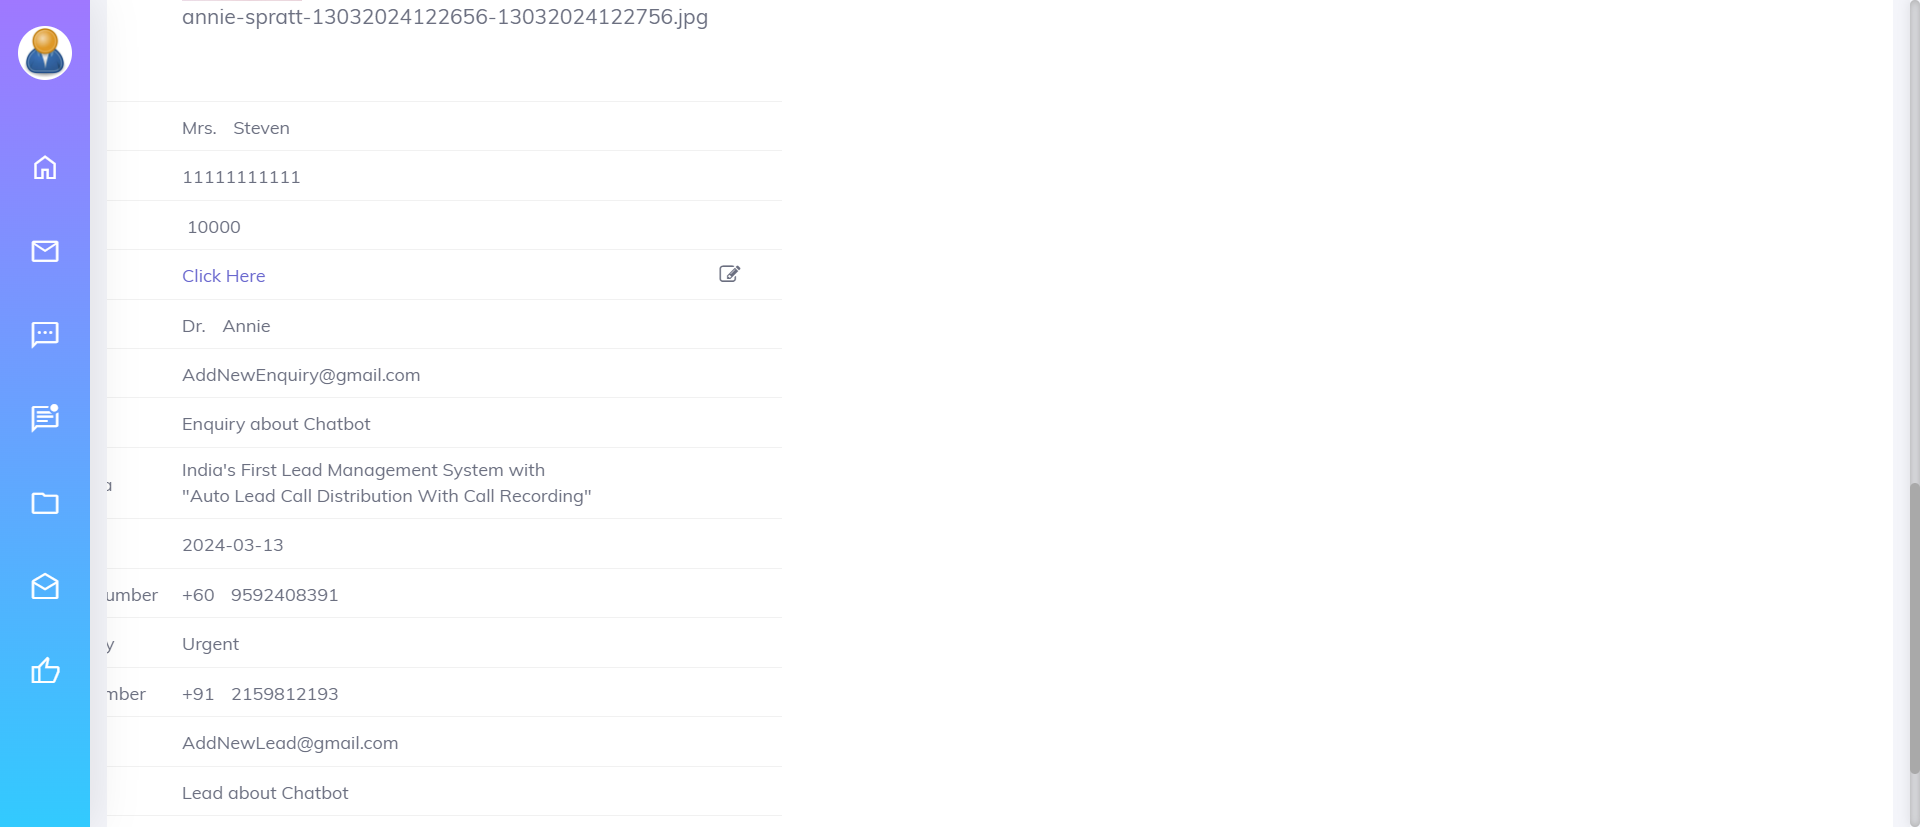 annie-spratt-13032024122656-13032024122756.jpg
Mrs. Steven
11111111111
10000
Click Here
Dr. Annie
AddNewEnquiry@gmail.com
Enquiry about Chatbot
India's First Lead Management System with
"Auto Lead Call Distribution With Call Recording"
2024-03-13
+60 9592408391
Urgent
+91 2159812193
AddNewLead@gmail.com
Lead about Chatbot